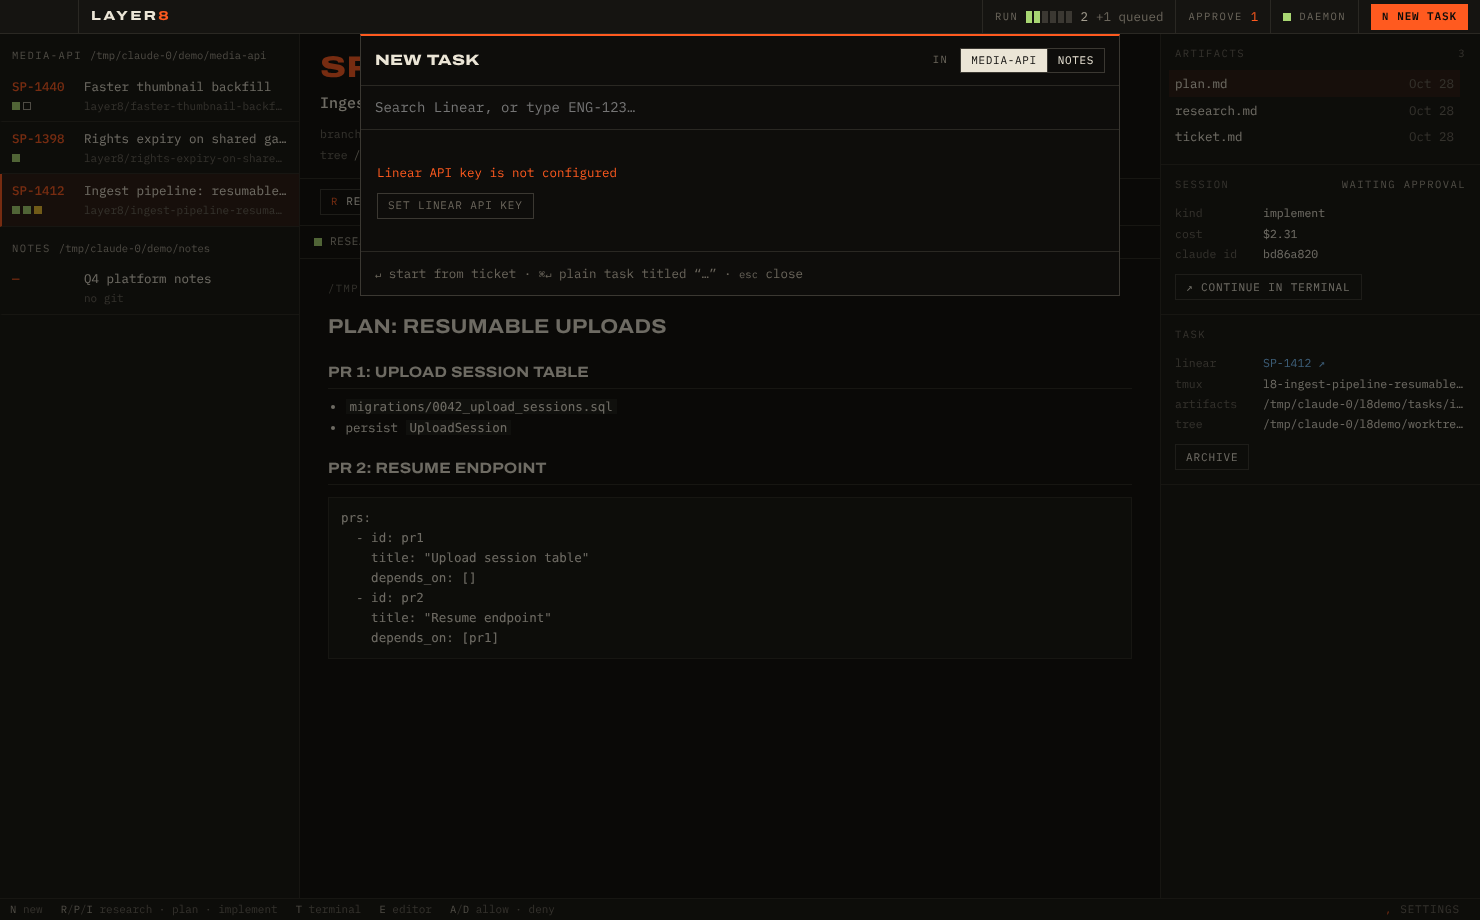 LAYER8
RUN 2 +1 queued
APPROVE 1
DAEMON
N NEW TASK
MEDIA-API /tmp/claude-0/demo/media-api
SP-1440 Faster thumbnail backfill
layer8/faster-thumbnail-backf…
SP-1398 Rights expiry on shared ga…
layer8/rights-expiry-on-share…
SP-1412 Ingest pipeline: resumable…
layer8/ingest-pipeline-resuma…
NOTES /tmp/claude-0/demo/notes
— Q4 platform notes
no git
NEW TASK
IN MEDIA-API NOTES
Search Linear, or type ENG-123…
Linear API key is not configured
SET LINEAR API KEY
↵ start from ticket · ⌘↵ plain task titled “…” · esc close
SP
Inges
branch
tree /
R RE
RESE
/TMP
PLAN: RESUMABLE UPLOADS
PR 1: UPLOAD SESSION TABLE
• migrations/0042_upload_sessions.sql
• persist UploadSession
PR 2: RESUME ENDPOINT
prs:
- id: pr1
title: "Upload session table"
depends_on: []
- id: pr2
title: "Resume endpoint"
depends_on: [pr1]
ARTIFACTS 3
plan.md Oct 28
research.md Oct 28
ticket.md Oct 28
SESSION WAITING APPROVAL
kind implement
cost $2.31
claude id bd86a820
↗ CONTINUE IN TERMINAL
TASK
linear SP-1412 ↗
tmux l8-ingest-pipeline-resumable…
artifacts /tmp/claude-0/l8demo/tasks/i…
tree /tmp/claude-0/l8demo/worktre…
ARCHIVE
N new R/P/I research · plan · implement T terminal E editor A/D allow · deny
, SETTINGS